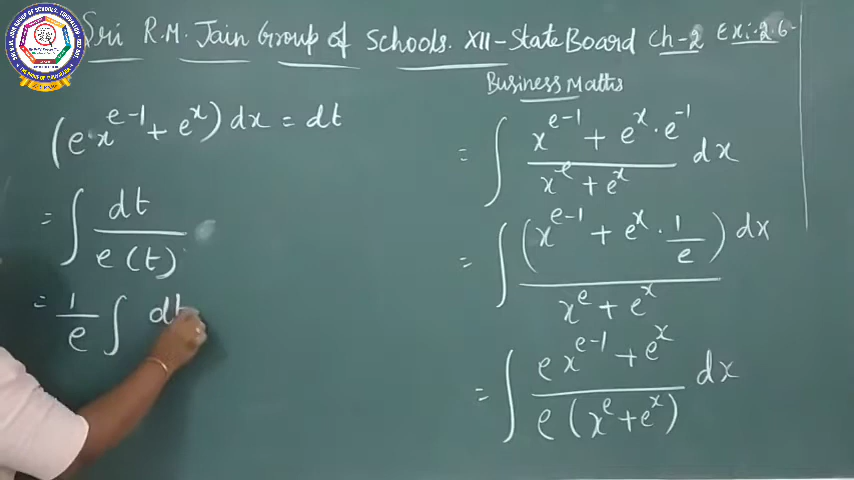 Sri R.M. Jain Group of Schools. XII-State Board Ch-2 Exi.2.6-
Business Maths
(e x^{e-1} + e^x) dx = dt
= ∫ dt / e(t)
= 1/e ∫ dt
= ∫ (x^{e-1} + e^x · e^{-1}) / (x^e + e^x) dx
= ∫ (x^{e-1} + e^x · 1/e) dx / (x^e + e^x)
= ∫ (e x^{e-1} + e^x) / (e (x^e + e^x)) dx